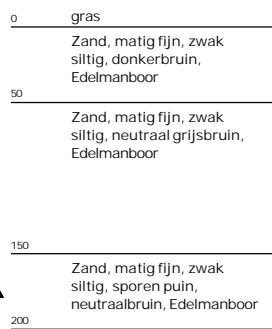 0 gras
Zand, matig fijn, zwak
siltig, donkerbruin,
Edelmanboor
50
Zand, matig fijn, zwak
siltig, neutraal grijsbruin,
Edelmanboor
150
Zand, matig fijn, zwak
siltig, sporen puin,
neutraalbruin, Edelmanboor
200